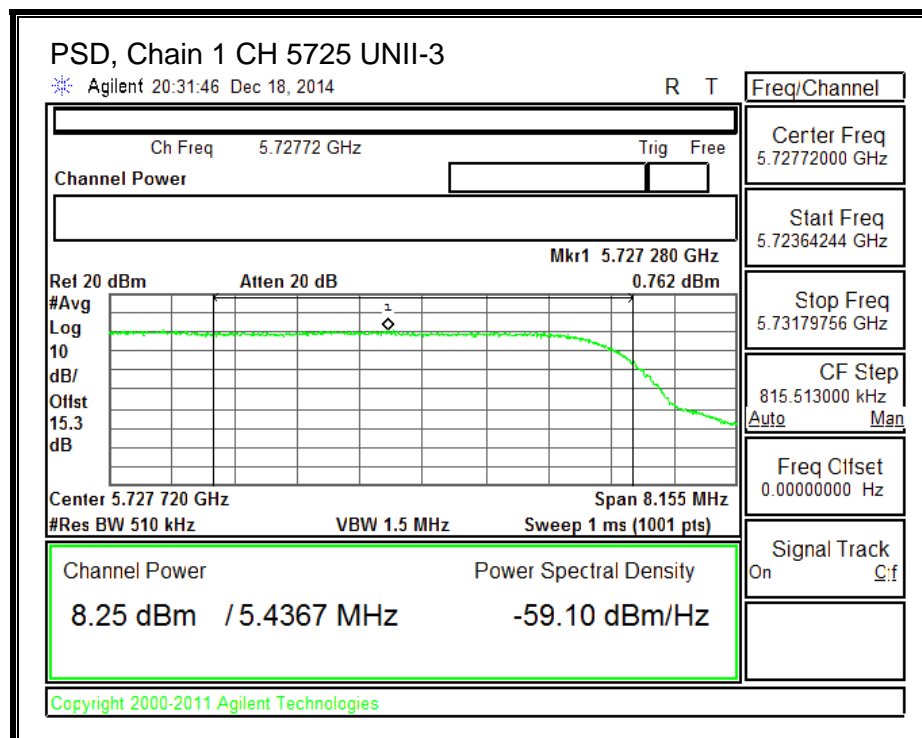 PSD, Chain 1 CH 5725 UNII-3
Agilent 20:31:46 Dec 18, 2014 R T
Ch Freq 5.72772 GHz Trig Free
Channel Power
Mkr1 5.727 280 GHz
Ref 20 dBm Atten 20 dB 0.762 dBm
#Avg
Log
10
dB/
Offst
15.3
dB
1
Center 5.727 720 GHz Span 8.155 MHz
#Res BW 510 kHz VBW 1.5 MHz Sweep 1 ms (1001 pts)
Channel Power Power Spectral Density
8.25 dBm / 5.4367 MHz -59.10 dBm/Hz
Copyright 2000-2011 Agilent Technologies
Freq/Channel
Center Freq
5.72772000 GHz
Start Freq
5.72364244 GHz
Stop Freq
5.73179756 GHz
CF Step
815.513000 kHz
Auto Man
Freq Offset
0.00000000 Hz
Signal Track
On Off